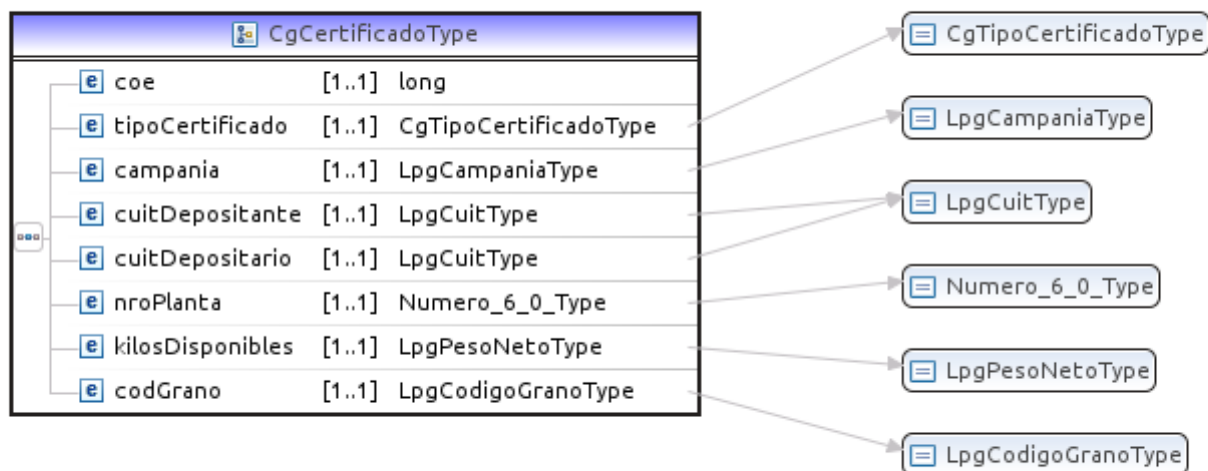 CgCertificadoType
e coe [1..1] long
e tipoCertificado [1..1] CgTipoCertificadoType
e campania [1..1] LpgCampaniaType
e cuitDepositante [1..1] LpgCuitType
e cuitDepositario [1..1] LpgCuitType
e nroPlanta [1..1] Numero_6_0_Type
e kilosDisponibles [1..1] LpgPesoNetoType
e codGrano [1..1] LpgCodigoGranoType
CgTipoCertificadoType
LpgCampaniaType
LpgCuitType
Numero_6_0_Type
LpgPesoNetoType
LpgCodigoGranoType